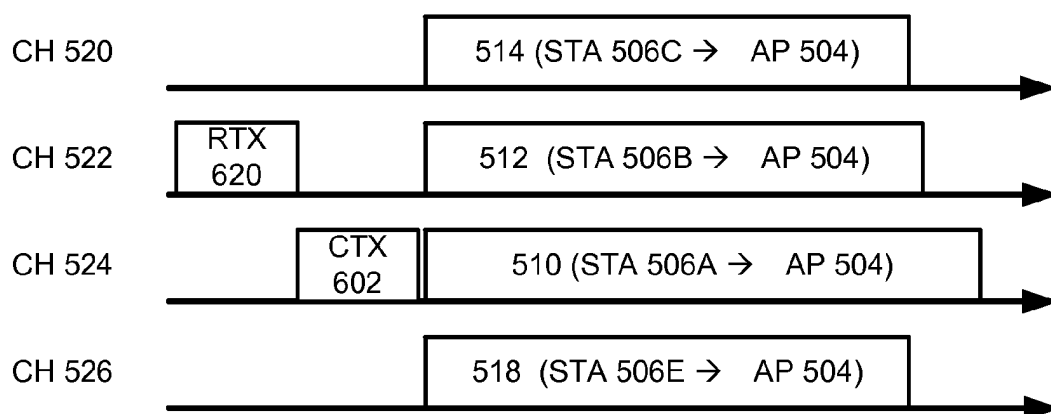 CH 520
514 (STA 506C → AP 504)
CH 522
RTX
620
512 (STA 506B → AP 504)
CH 524
CTX
602
510 (STA 506A → AP 504)
CH 526
518 (STA 506E → AP 504)